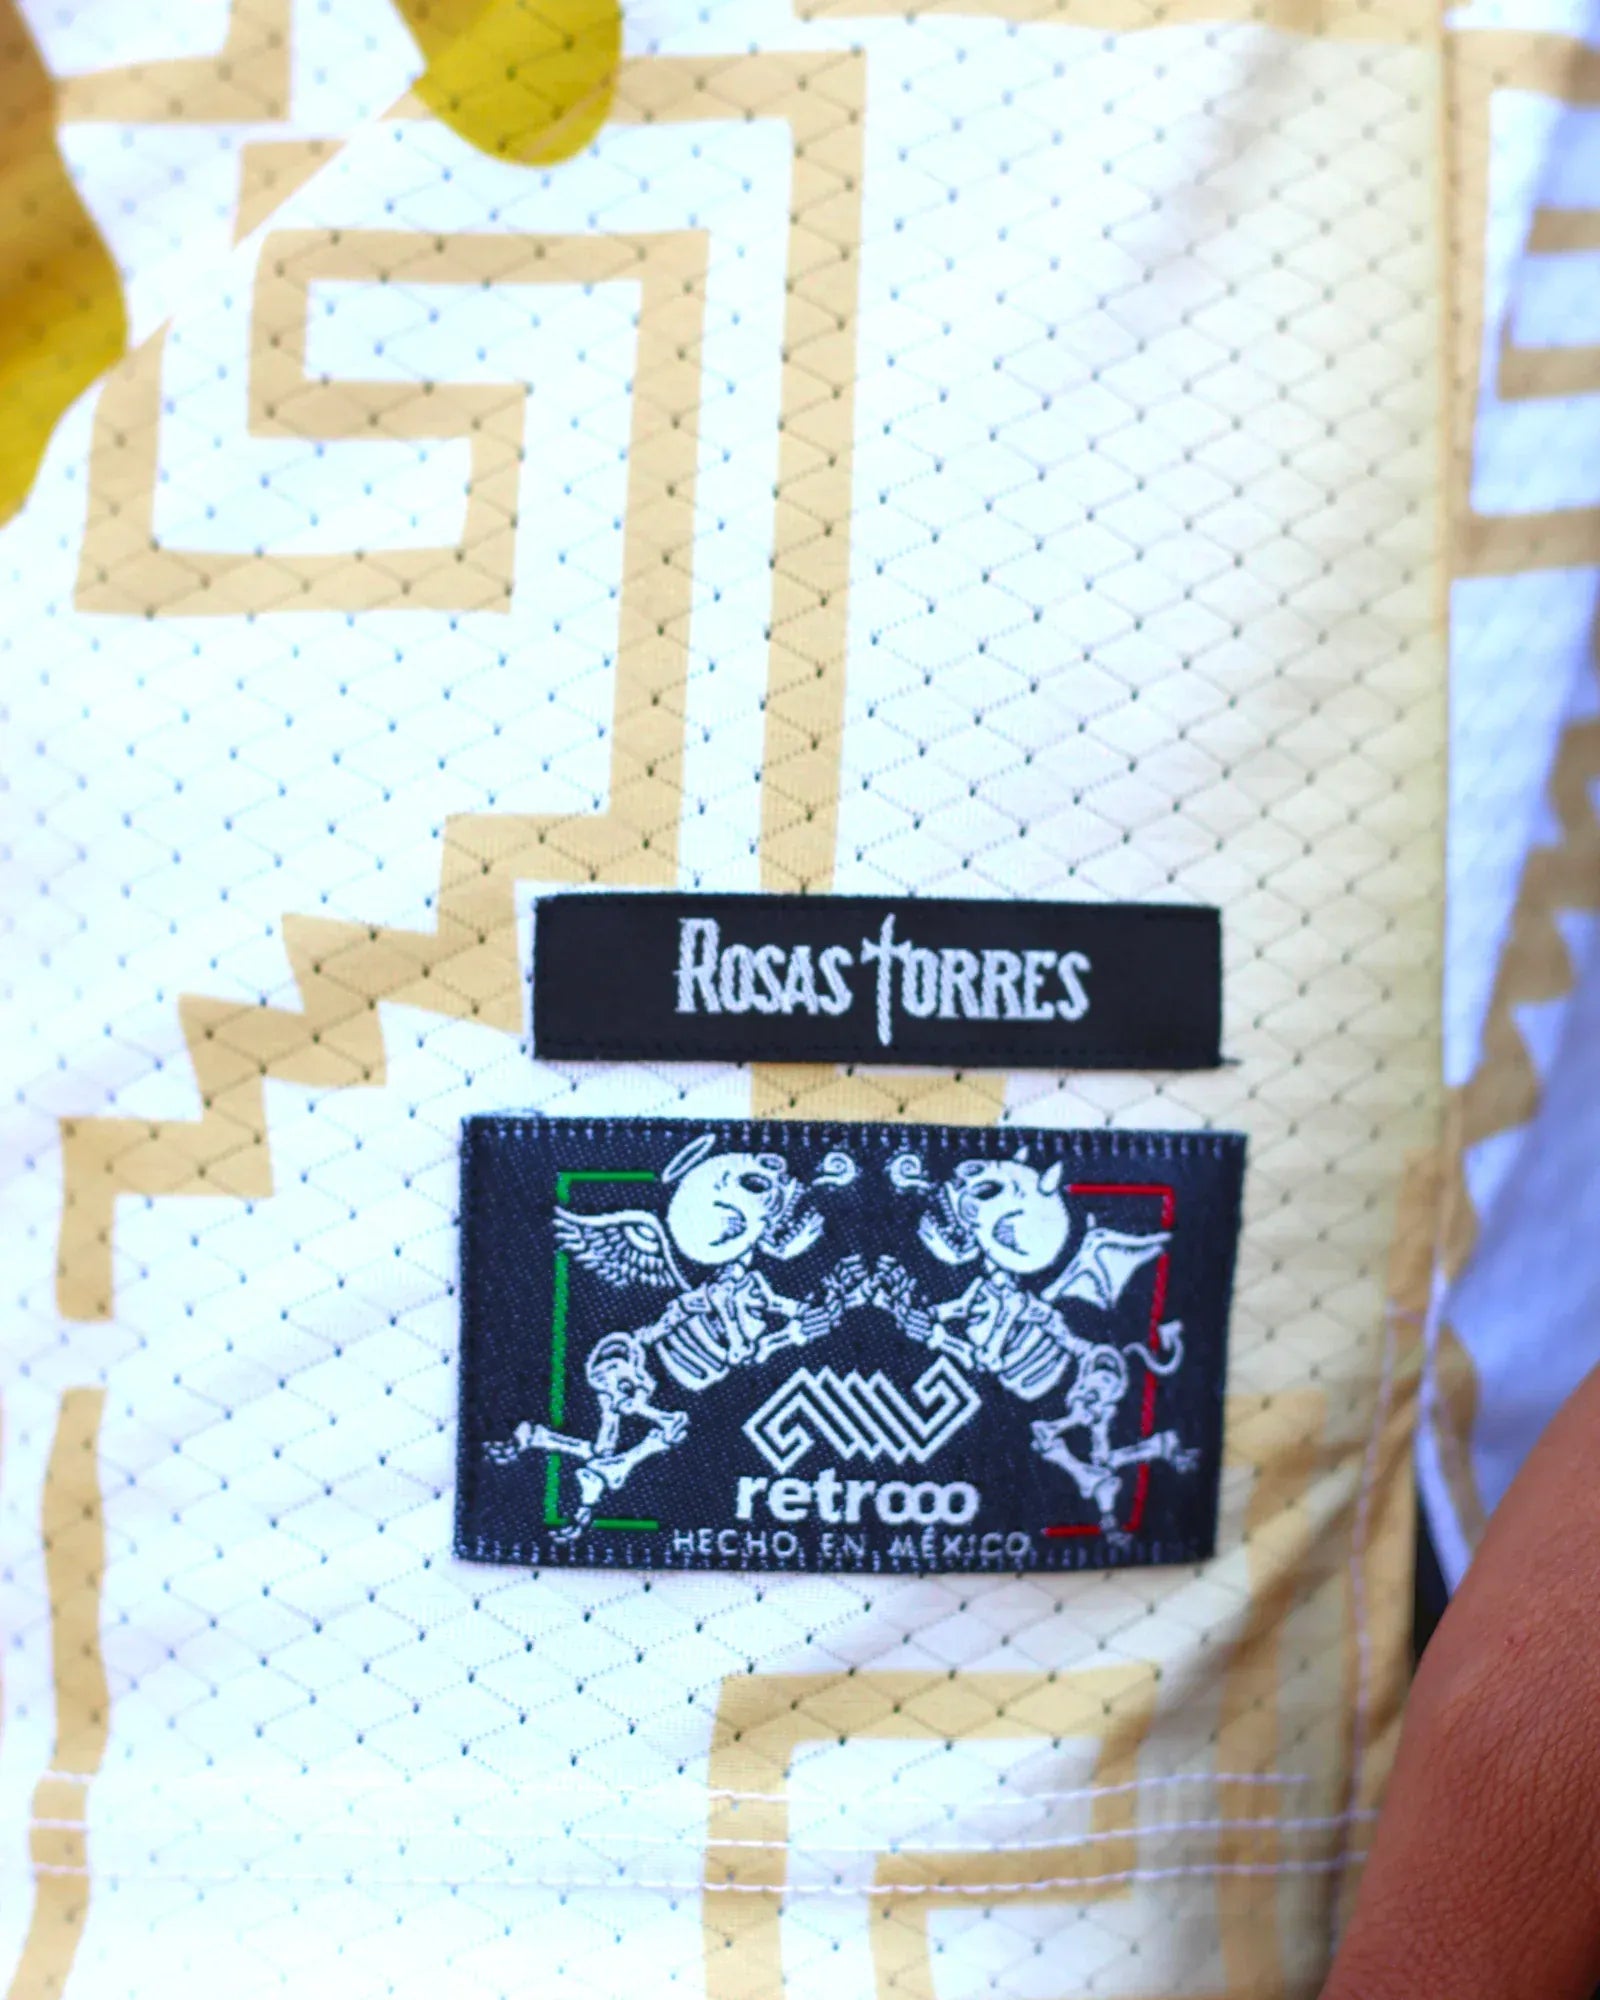 ROSAS TORRES
retrooo
HECHO EN MÉXICO